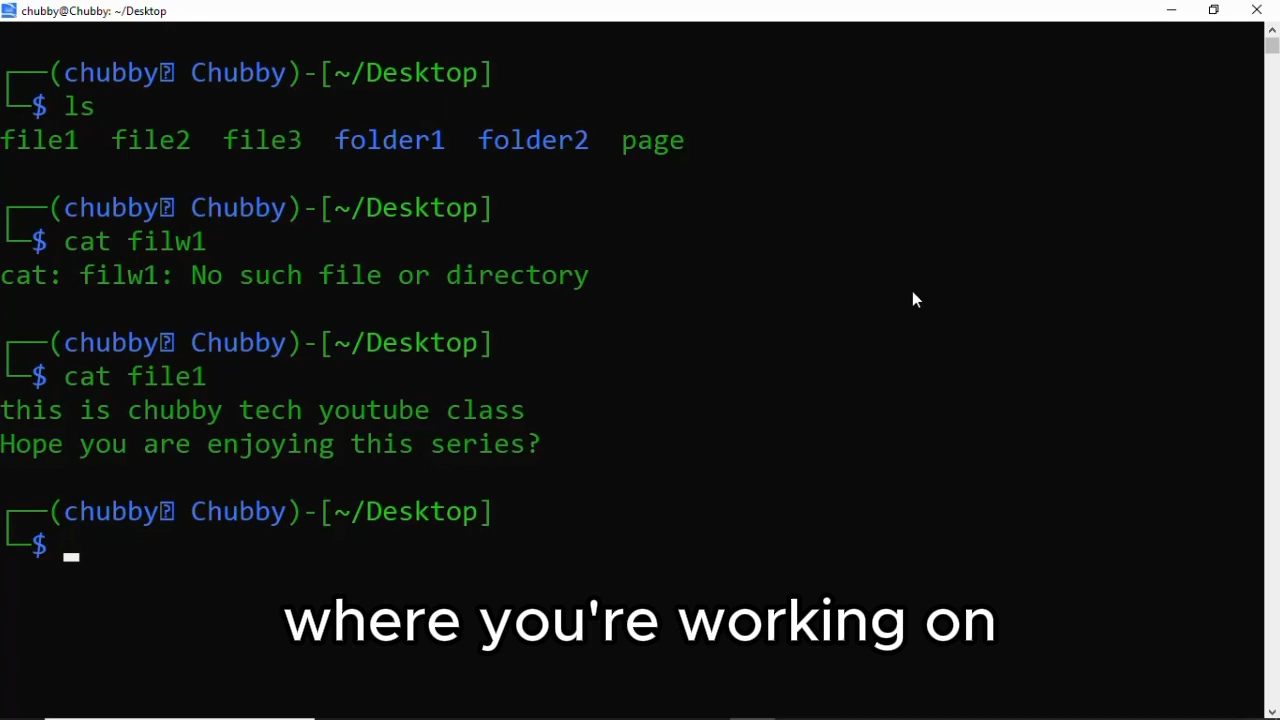 chubby@Chubby: ~/Desktop
┌──(chubby⍰ Chubby)-[~/Desktop]
└─$ ls
file1  file2  file3  folder1  folder2  page
┌──(chubby⍰ Chubby)-[~/Desktop]
└─$ cat filw1
cat: filw1: No such file or directory
┌──(chubby⍰ Chubby)-[~/Desktop]
└─$ cat file1
this is chubby tech youtube class
Hope you are enjoying this series?
┌──(chubby⍰ Chubby)-[~/Desktop]
└─$
where you're working on